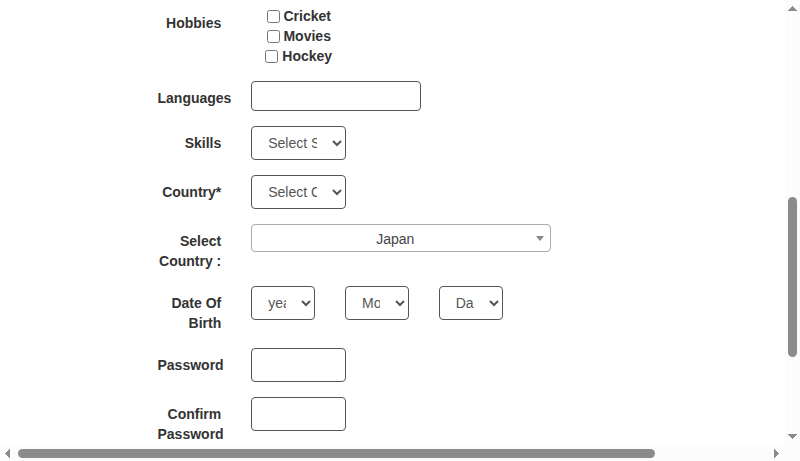 Hobbies
Cricket
Movies
Hockey
Languages
Skills
Select S
Country*
Select C
Select
Country :
Japan
Date Of
Birth
yea
Mo
Da
Password
Confirm
Password